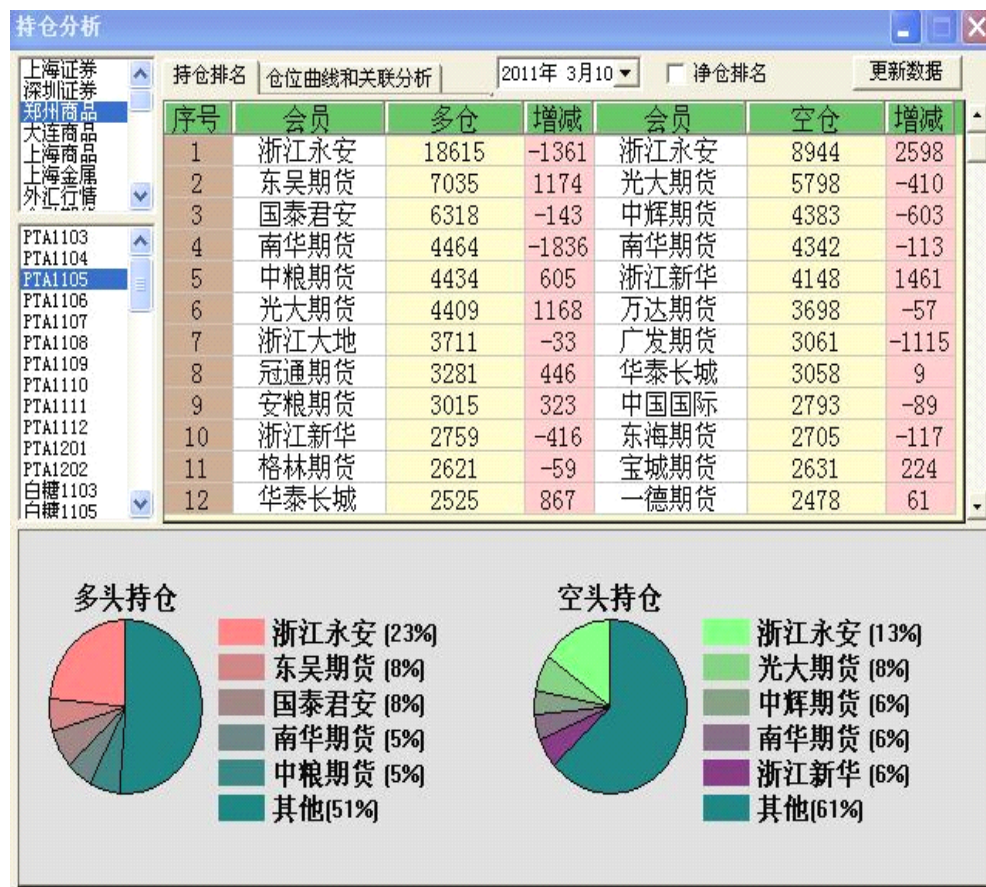 持仓分析
上海证券
深圳证券
郑州商品
大连商品
上海商品
上海金属
外汇行情
PTA1103
PTA1104
PTA1105
PTA1106
PTA1107
PTA1108
PTA1109
PTA1110
PTA1111
PTA1112
PTA1201
PTA1202
白糖1103
白糖1105
持仓排名 仓位曲线和关联分析 2011年 3月10 净仓排名 更新数据
序号 会员 多仓 增减 会员 空仓 增减
1 浙江永安 18615 -1361 浙江永安 8944 2598
2 东吴期货 7035 1174 光大期货 5798 -410
3 国泰君安 6318 -143 中辉期货 4383 -603
4 南华期货 4464 -1836 南华期货 4342 -113
5 中粮期货 4434 605 浙江新华 4148 1461
6 光大期货 4409 1168 万达期货 3698 -57
7 浙江大地 3711 -33 广发期货 3061 -1115
8 冠通期货 3281 446 华泰长城 3058 9
9 安粮期货 3015 323 中国国际 2793 -89
10 浙江新华 2759 -416 东海期货 2705 -117
11 格林期货 2621 -59 宝城期货 2631 224
12 华泰长城 2525 867 一德期货 2478 61
多头持仓
浙江永安 (23%)
东吴期货 (8%)
国泰君安 (8%)
南华期货 (5%)
中粮期货 (5%)
其他(51%)
空头持仓
浙江永安 (13%)
光大期货 (8%)
中辉期货 (6%)
南华期货 (6%)
浙江新华 (6%)
其他(61%)